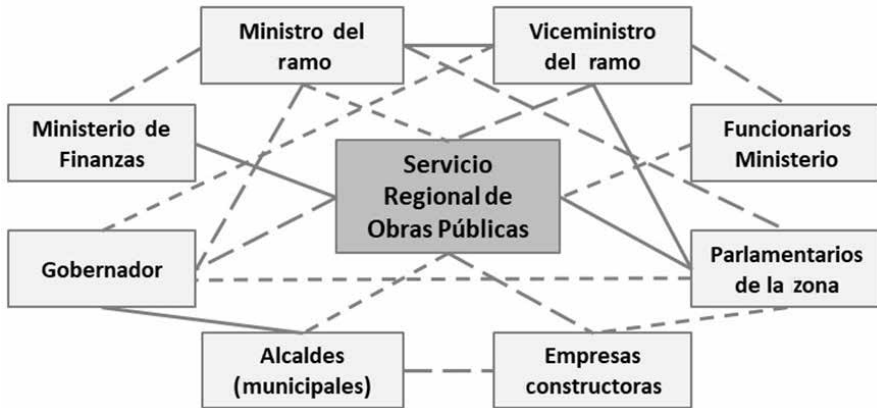 Ministro del
ramo
Viceministro
del ramo
Ministerio de
Finanzas
Funcionarios
Ministerio
Servicio
Regional de
Obras Públicas
Gobernador
Parlamentarios
de la zona
Alcaldes
(municipales)
Empresas
constructoras